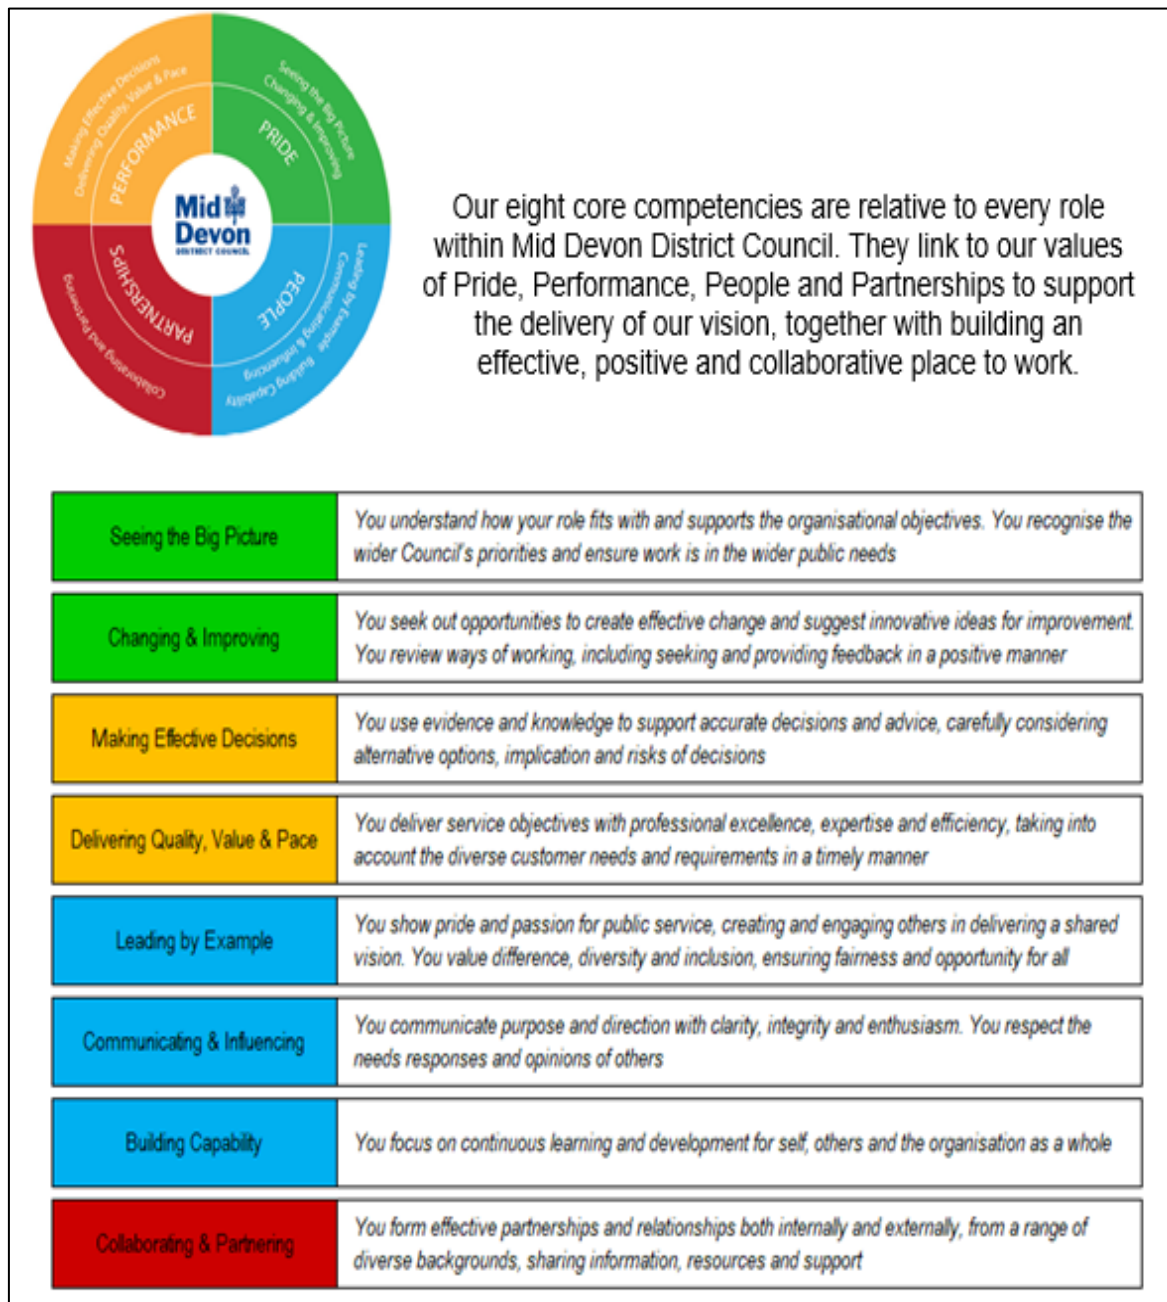 Making Effective Decisions
Delivering Quality, Value & Pace
PERFORMANCE
Seeing the Big Picture
Changing & Improving
PRIDE
Mid
Devon
DISTRICT COUNCIL
PARTNERSHIPS
Collaborating and Partnering
PEOPLE
Leading by Example
Communicating & Influencing
Building Capability
Our eight core competencies are relative to every role
within Mid Devon District Council. They link to our values
of Pride, Performance, People and Partnerships to support
the delivery of our vision, together with building an
effective, positive and collaborative place to work.
Seeing the Big Picture
You understand how your role fits with and supports the organisational objectives. You recognise the
wider Council's priorities and ensure work is in the wider public needs
Changing & Improving
You seek out opportunities to create effective change and suggest innovative ideas for improvement.
You review ways of working, including seeking and providing feedback in a positive manner
Making Effective Decisions
You use evidence and knowledge to support accurate decisions and advice, carefully considering
alternative options, implication and risks of decisions
Delivering Quality, Value & Pace
You deliver service objectives with professional excellence, expertise and efficiency, taking into
account the diverse customer needs and requirements in a timely manner
Leading by Example
You show pride and passion for public service, creating and engaging others in delivering a shared
vision. You value difference, diversity and inclusion, ensuring fairness and opportunity for all
Communicating & Influencing
You communicate purpose and direction with clarity, integrity and enthusiasm. You respect the
needs responses and opinions of others
Building Capability
You focus on continuous learning and development for self, others and the organisation as a whole
Collaborating & Partnering
You form effective partnerships and relationships both internally and externally, from a range of
diverse backgrounds, sharing information, resources and support